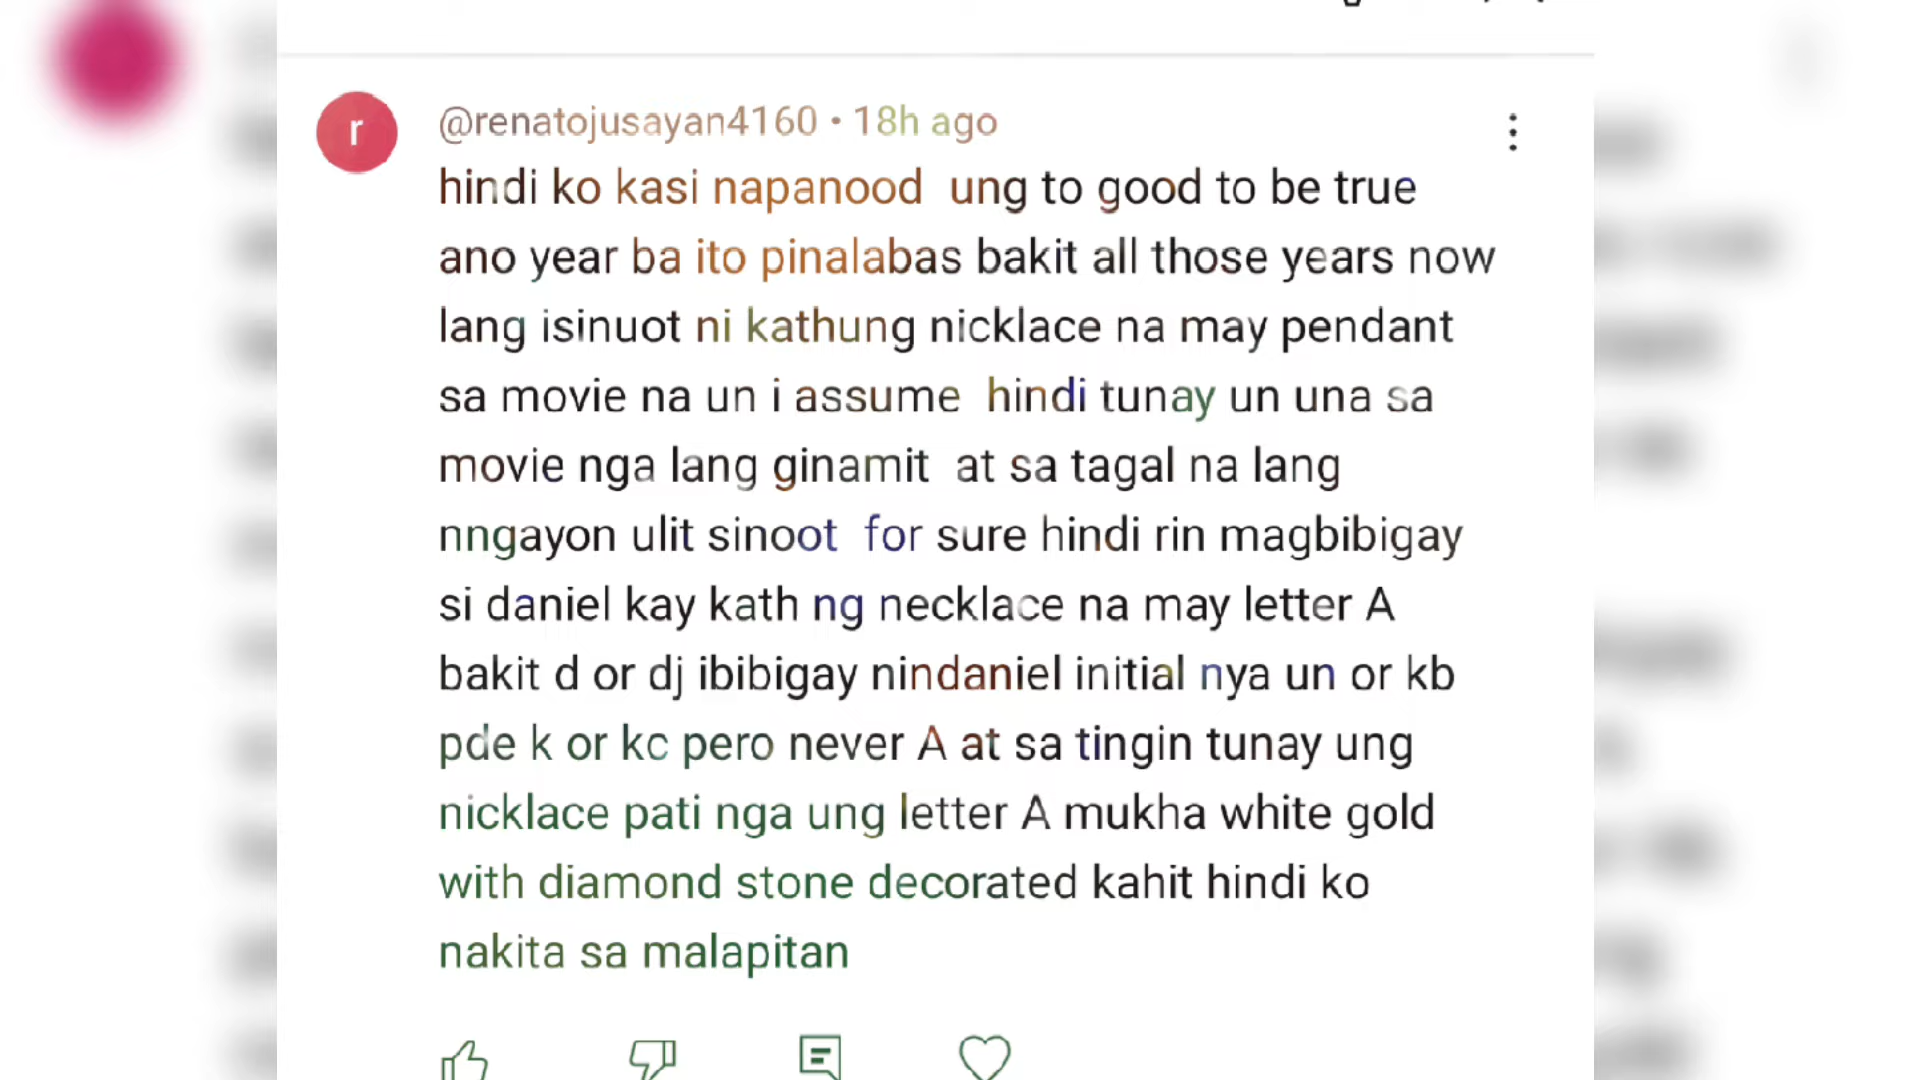 r
@renatojusayan4160 • 18h ago
hindi ko kasi napanood ung to good to be true
ano year ba ito pinalabas bakit all those years now
lang isinuot ni kathung nicklace na may pendant
sa movie na un i assume hindi tunay un una sa
movie nga lang ginamit at sa tagal na lang
nngayon ulit sinoot for sure hindi rin magbibigay
si daniel kay kath ng necklace na may letter A
bakit d or dj ibibigay nindaniel initial nya un or kb
pde k or kc pero never A at sa tingin tunay ung
nicklace pati nga ung letter A mukha white gold
with diamond stone decorated kahit hindi ko
nakita sa malapitan